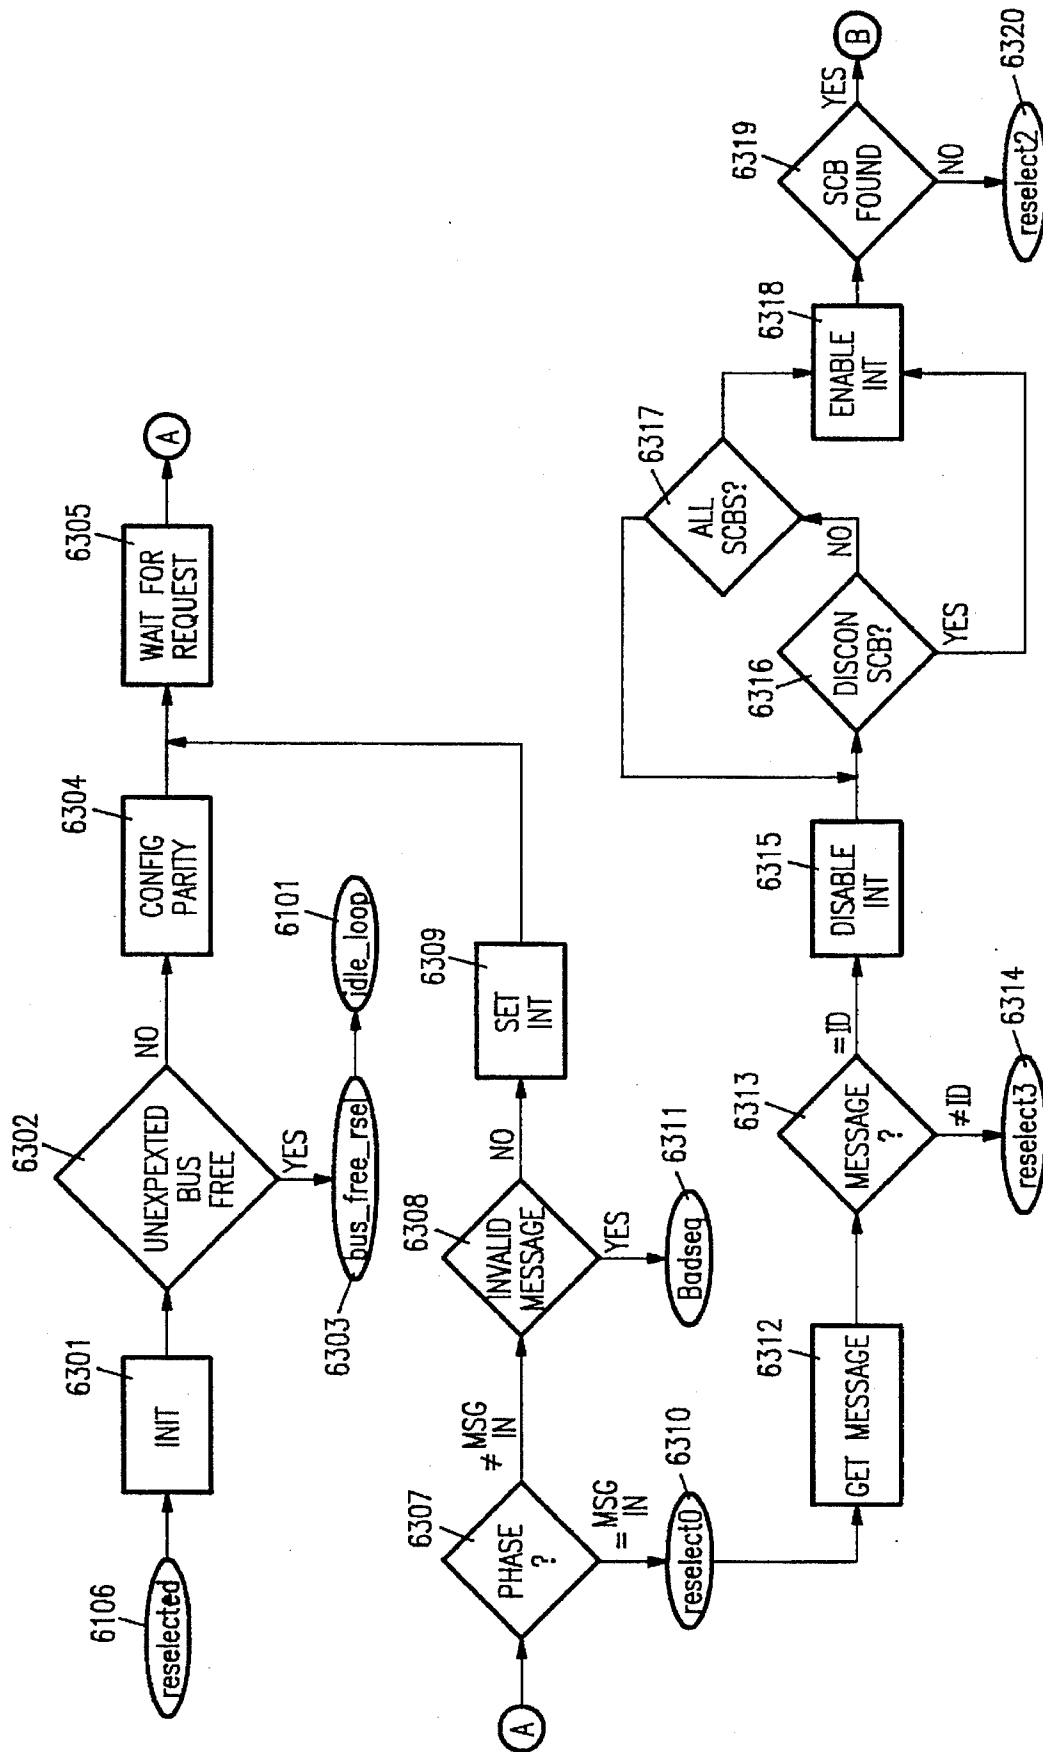 6106
reselected
6301
INIT
6302
UNEXPEXTED
BUS
FREE
NO
YES
6303
bus_free_rsel
6101
idle_loop
6304
CONFIG
PARITY
6305
WAIT FOR
REQUEST
A
A
6307
PHASE
?
≠ MSG
IN
= MSG
IN
6310
reselect0
6308
INVALID
MESSAGE
NO
YES
6311
Badseq
6309
SET
INT
6312
GET MESSAGE
6313
MESSAGE
?
=ID
≠ID
6314
reselect3
6315
DISABLE
INT
6316
DISCON
SCB?
NO
YES
6317
ALL
SCBS?
6318
ENABLE
INT
6319
SCB
FOUND
YES
B
NO
6320
reselect2